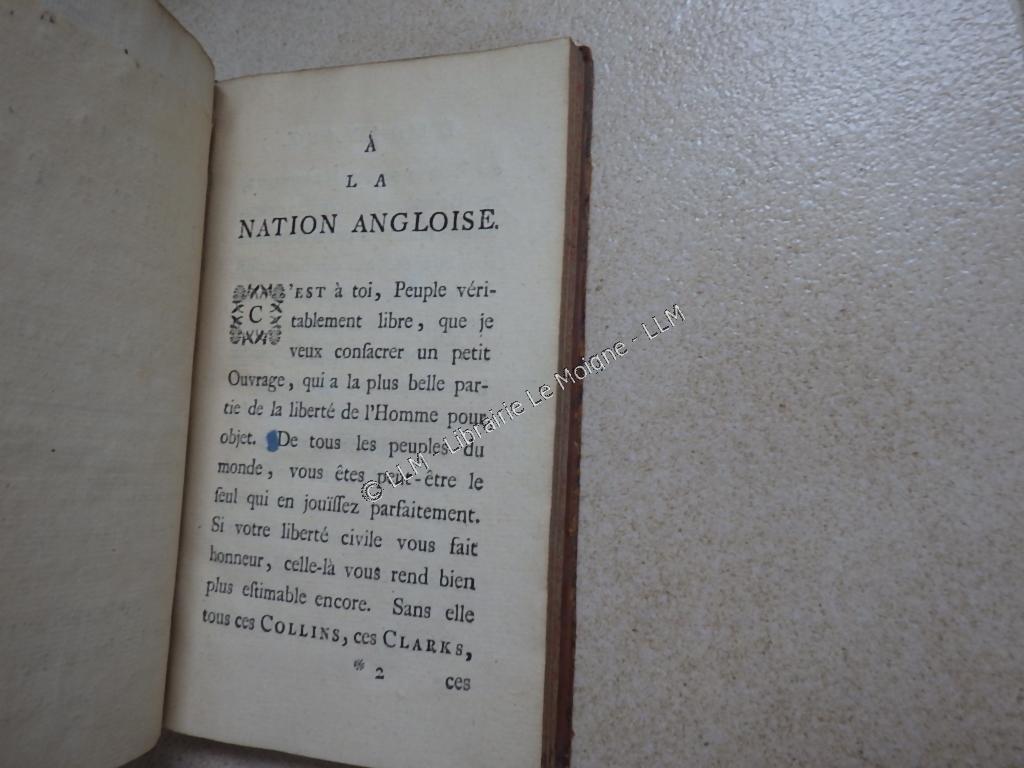 A
LA
NATION ANGLOISE.
C'EST à toi, Peuple véri-
tablement libre, que je
veux conſacrer un petit
Ouvrage, qui a la plus belle par-
tie de la liberté de l'Homme pour
objet. De tous les peuples du
monde, vous êtes peut-être le
ſeul qui en jouïſſez parfaitement.
Si votre liberté civile vous fait
honneur, celle-là vous rend bien
plus eſtimable encore. Sans elle
tous ces COLLINS, ces CLARKS,
* 2 ces
© LLM - Librairie Le Moigne - LLM